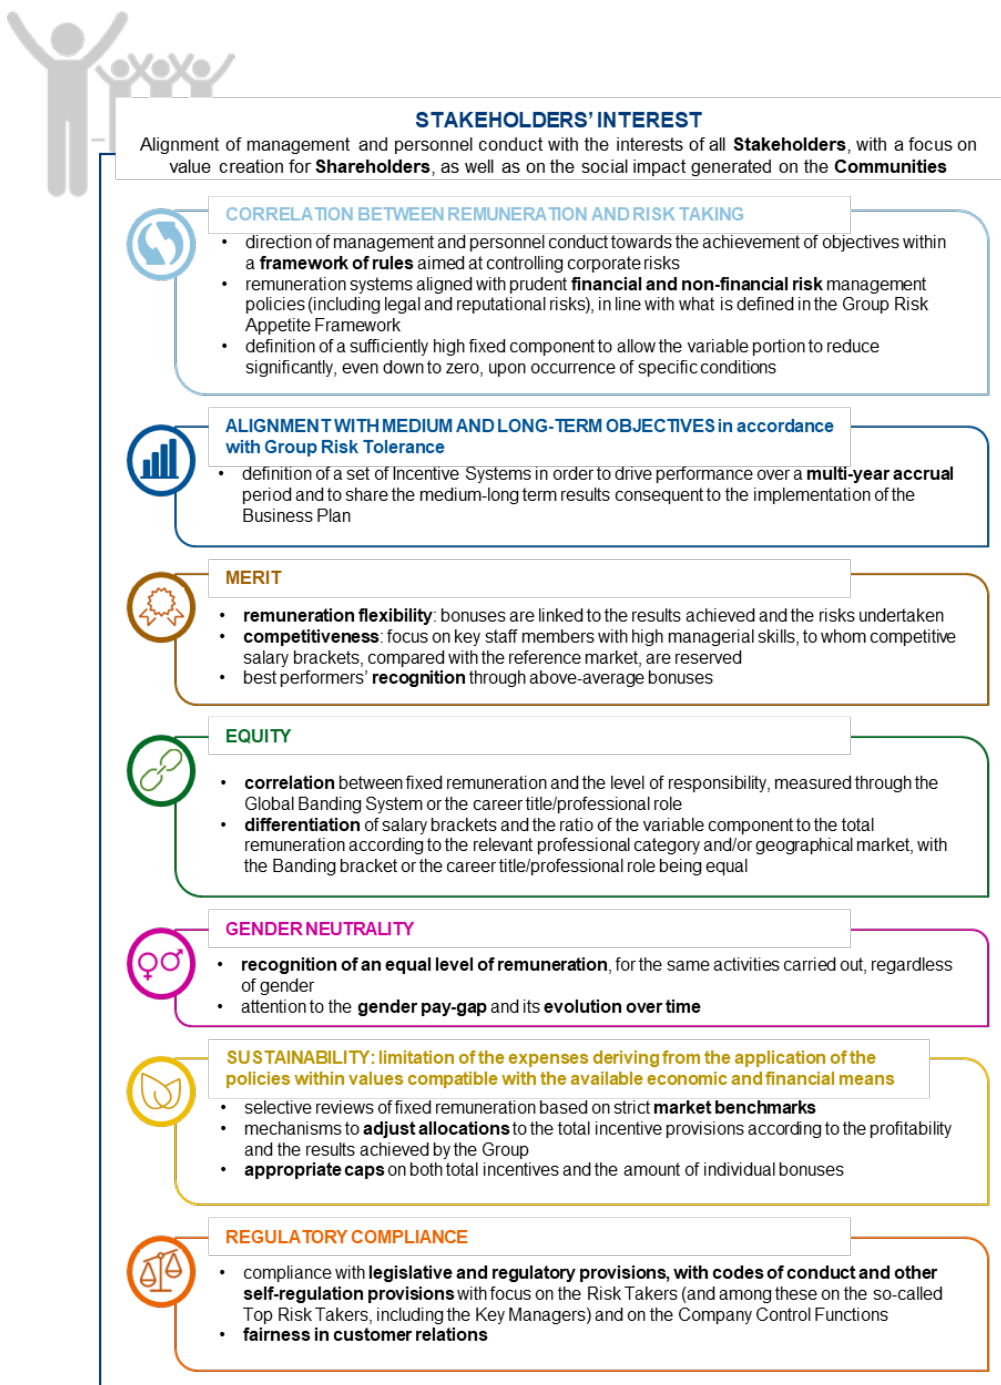 STAKEHOLDERS' INTEREST
Alignment of management and personnel conduct with the interests of all Stakeholders, with a focus on
value creation for Shareholders, as well as on the social impact generated on the Communities
CORRELATION BETWEEN REMUNERATION AND RISK TAKING
• direction of management and personnel conduct towards the achievement of objectives within
a framework of rules aimed at controlling corporate risks
• remuneration systems aligned with prudent financial and non-financial risk management
policies (including legal and reputational risks), in line with what is defined in the Group Risk
Appetite Framework
• definition of a sufficiently high fixed component to allow the variable portion to reduce
significantly, even down to zero, upon occurrence of specific conditions
ALIGNMENT WITH MEDIUM AND LONG-TERM OBJECTIVES in accordance
with Group Risk Tolerance
• definition of a set of Incentive Systems in order to drive performance over a multi-year accrual
period and to share the medium-long term results consequent to the implementation of the
Business Plan
MERIT
• remuneration flexibility: bonuses are linked to the results achieved and the risks undertaken
• competitiveness: focus on key staff members with high managerial skills, to whom competitive
salary brackets, compared with the reference market, are reserved
• best performers' recognition through above-average bonuses
EQUITY
• correlation between fixed remuneration and the level of responsibility, measured through the
Global Banding System or the career title/professional role
• differentiation of salary brackets and the ratio of the variable component to the total
remuneration according to the relevant professional category and/or geographical market, with
the Banding bracket or the career title/professional role being equal
GENDER NEUTRALITY
• recognition of an equal level of remuneration, for the same activities carried out, regardless
of gender
• attention to the gender pay-gap and its evolution over time
SUSTAINABILITY: limitation of the expenses deriving from the application of the
policies within values compatible with the available economic and financial means
• selective reviews of fixed remuneration based on strict market benchmarks
• mechanisms to adjust allocations to the total incentive provisions according to the profitability
and the results achieved by the Group
• appropriate caps on both total incentives and the amount of individual bonuses
REGULATORY COMPLIANCE
• compliance with legislative and regulatory provisions, with codes of conduct and other
self-regulation provisions with focus on the Risk Takers (and among these on the so-called
Top Risk Takers, including the Key Managers) and on the Company Control Functions
• fairness in customer relations